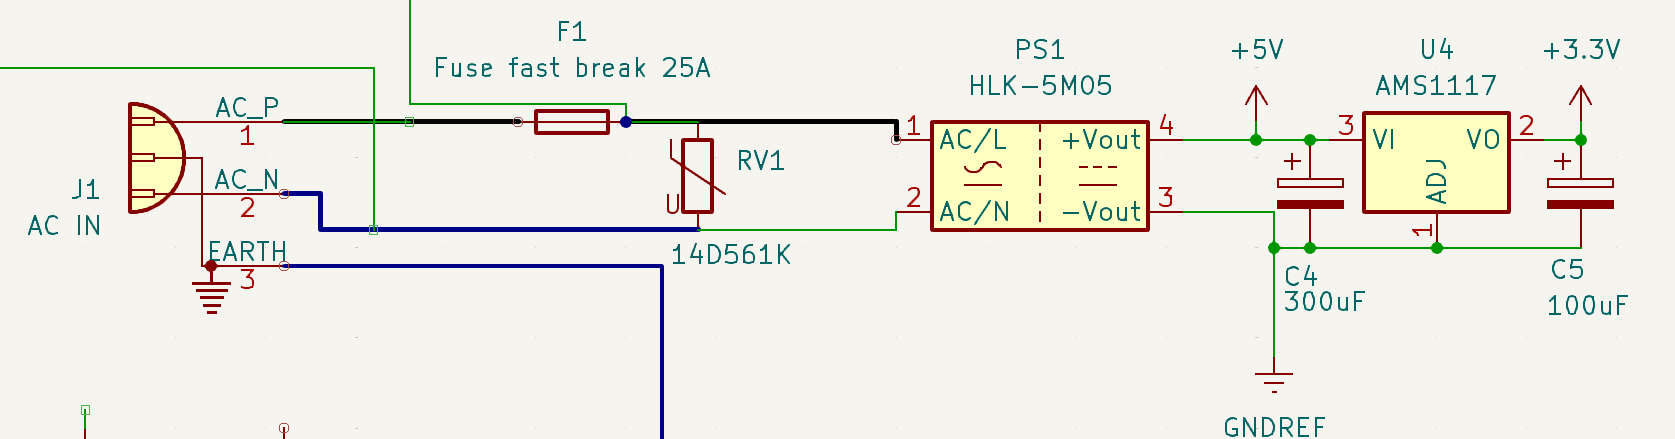 F1
Fuse fast break 25A
PS1
HLK-5M05
+5V
U4
AMS1117
+3.3V
AC_P
1
AC_N
2
EARTH
3
J1
AC IN
RV1
U
14D561K
1
AC/L
+Vout
4
2
AC/N
-Vout
3
3
VI
VO
2
ADJ
1
+
C4
300uF
+
C5
100uF
GNDREF